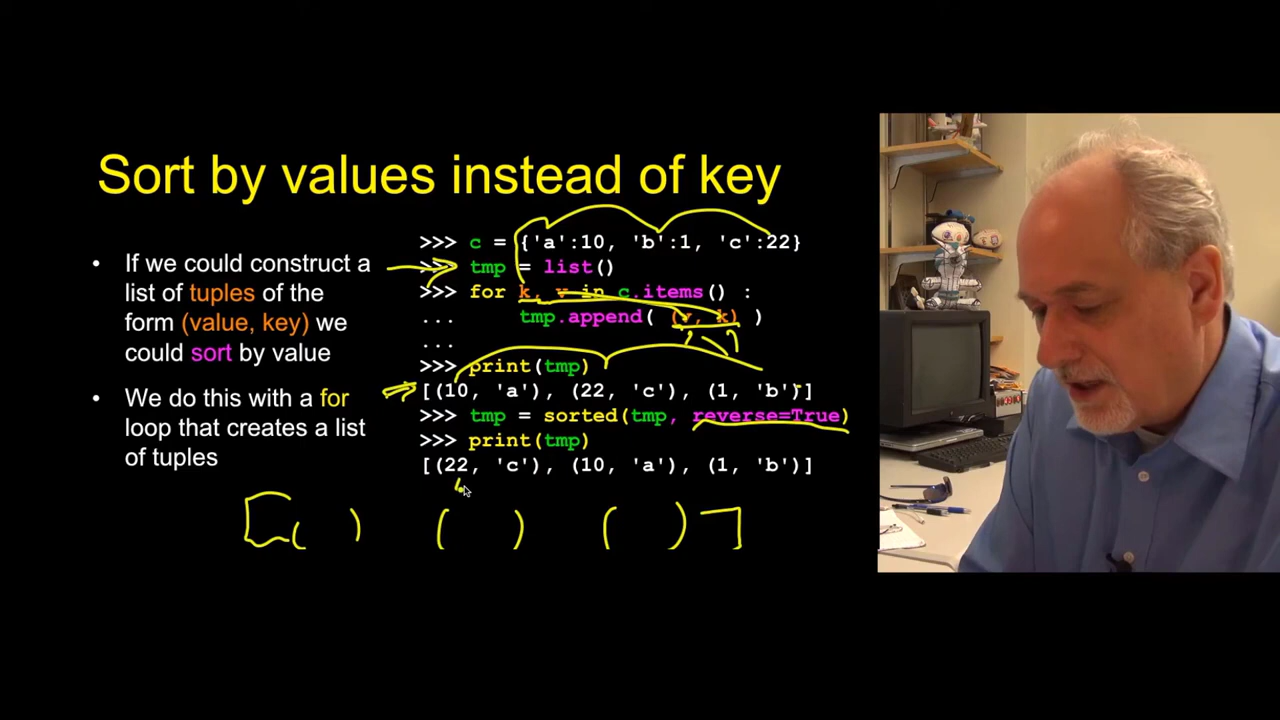 Sort by values instead of key
• If we could construct a
list of tuples of the
form (value, key) we
could sort by value
• We do this with a for
loop that creates a list
of tuples
>>> c = {'a':10, 'b':1, 'c':22}
>>> tmp = list()
>>> for k, v in c.items() :
...     tmp.append( (v, k) )
...
>>> print(tmp)
[(10, 'a'), (22, 'c'), (1, 'b')]
>>> tmp = sorted(tmp, reverse=True)
>>> print(tmp)
[(22, 'c'), (10, 'a'), (1, 'b')]
[( ) ( ) ( )]